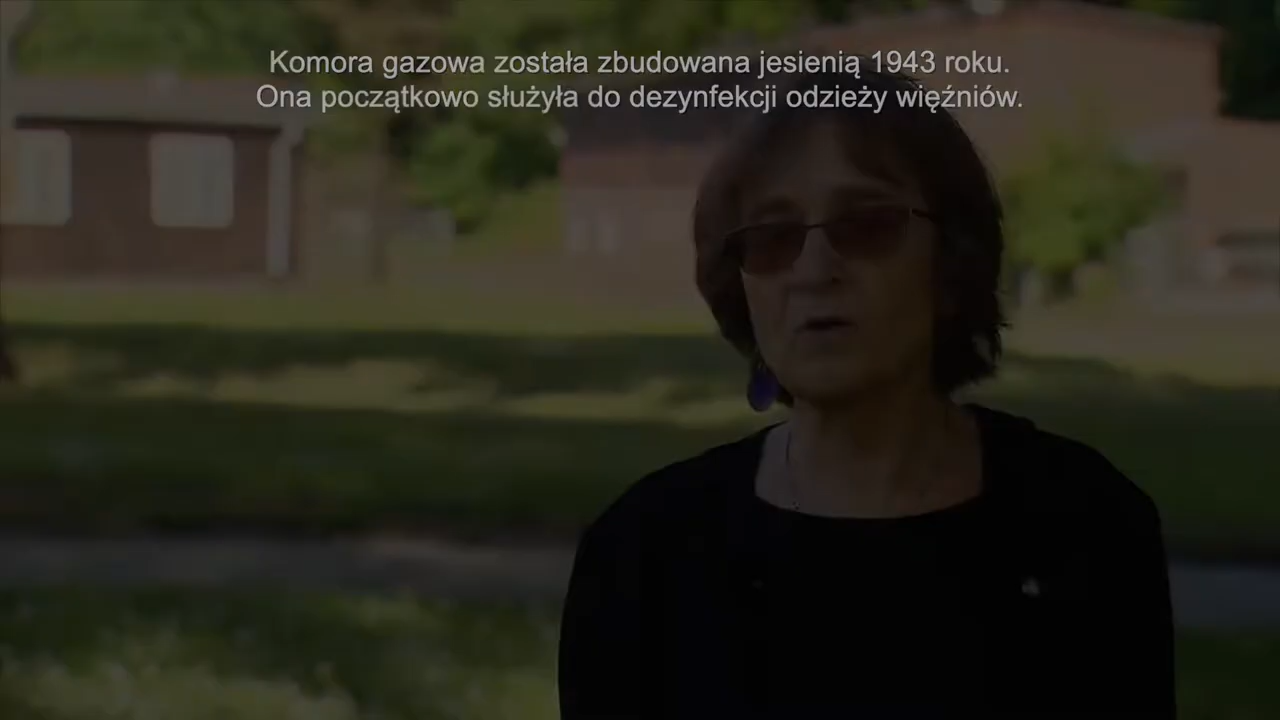 Komora gazowa została zbudowana jesienią 1943 roku.
Ona początkowo służyła do dezynfekcji odzieży więźniów.